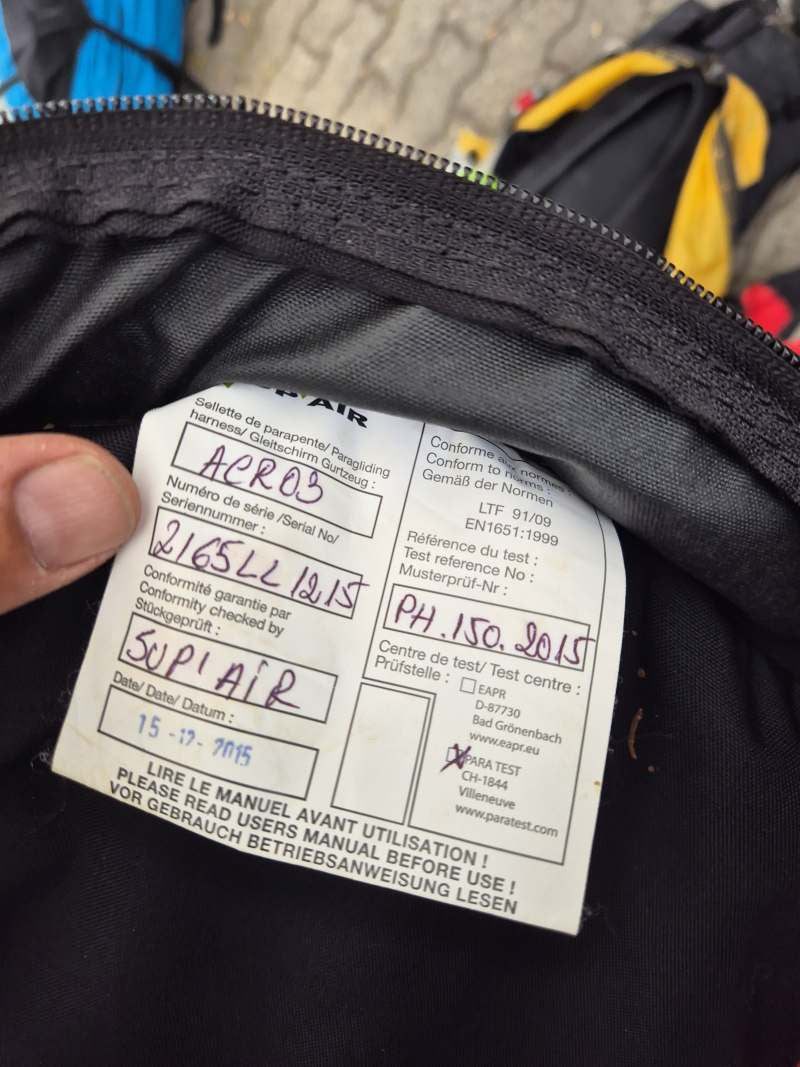 SUP'AIR
Sellette de parapente/ Paragliding
harness/ Gleitschirm Gurtzeug :
ACRO3
Numéro de série /Serial No/
Seriennummer :
2165LL1215
Conformité garantie par
Conformity checked by
Stückgeprüft :
SUP'AIR
Date/ Date/ Datum :
15-12-2015
Conforme aux normes :
Conform to norms :
Gemäß der Normen
LTF 91/09
EN1651:1999
Référence du test :
Test reference No :
Musterprüf-Nr :
PH.150.2015
Centre de test/ Test centre :
Prüfstelle :
EAPR
D-87730
Bad Grönenbach
www.eapr.eu
PARA TEST
CH-1844
Villeneuve
www.paratest.com
LIRE LE MANUEL AVANT UTILISATION !
PLEASE READ USERS MANUAL BEFORE USE !
VOR GEBRAUCH BETRIEBSANWEISUNG LESEN